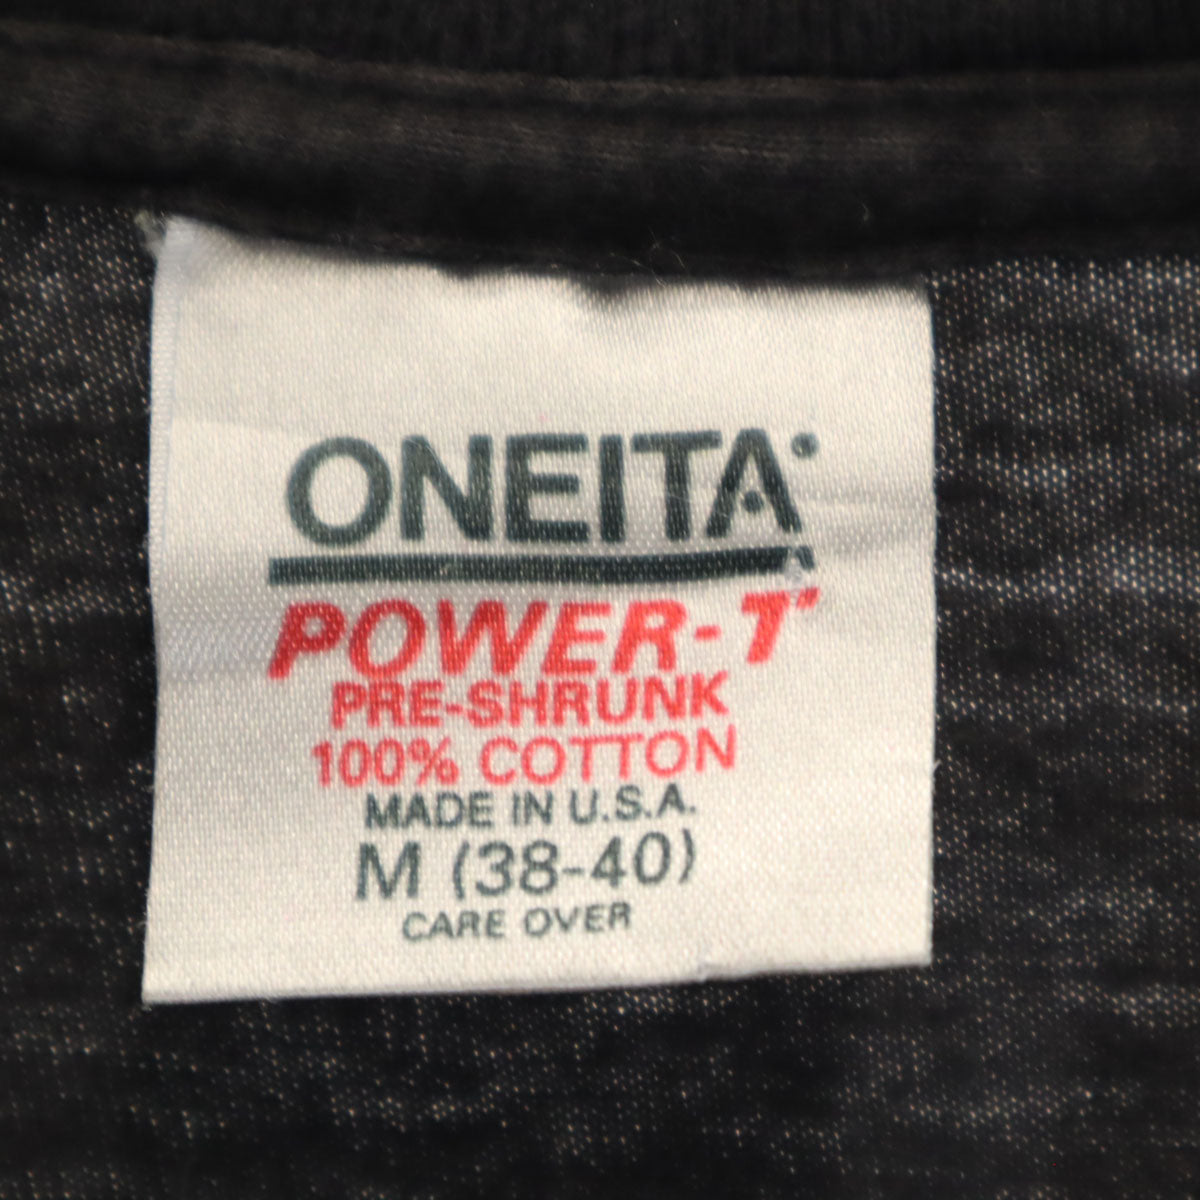 ONEITA
POWER-T
PRE-SHRUNK
100% COTTON
MADE IN U.S.A.
M (38-40)
CARE OVER